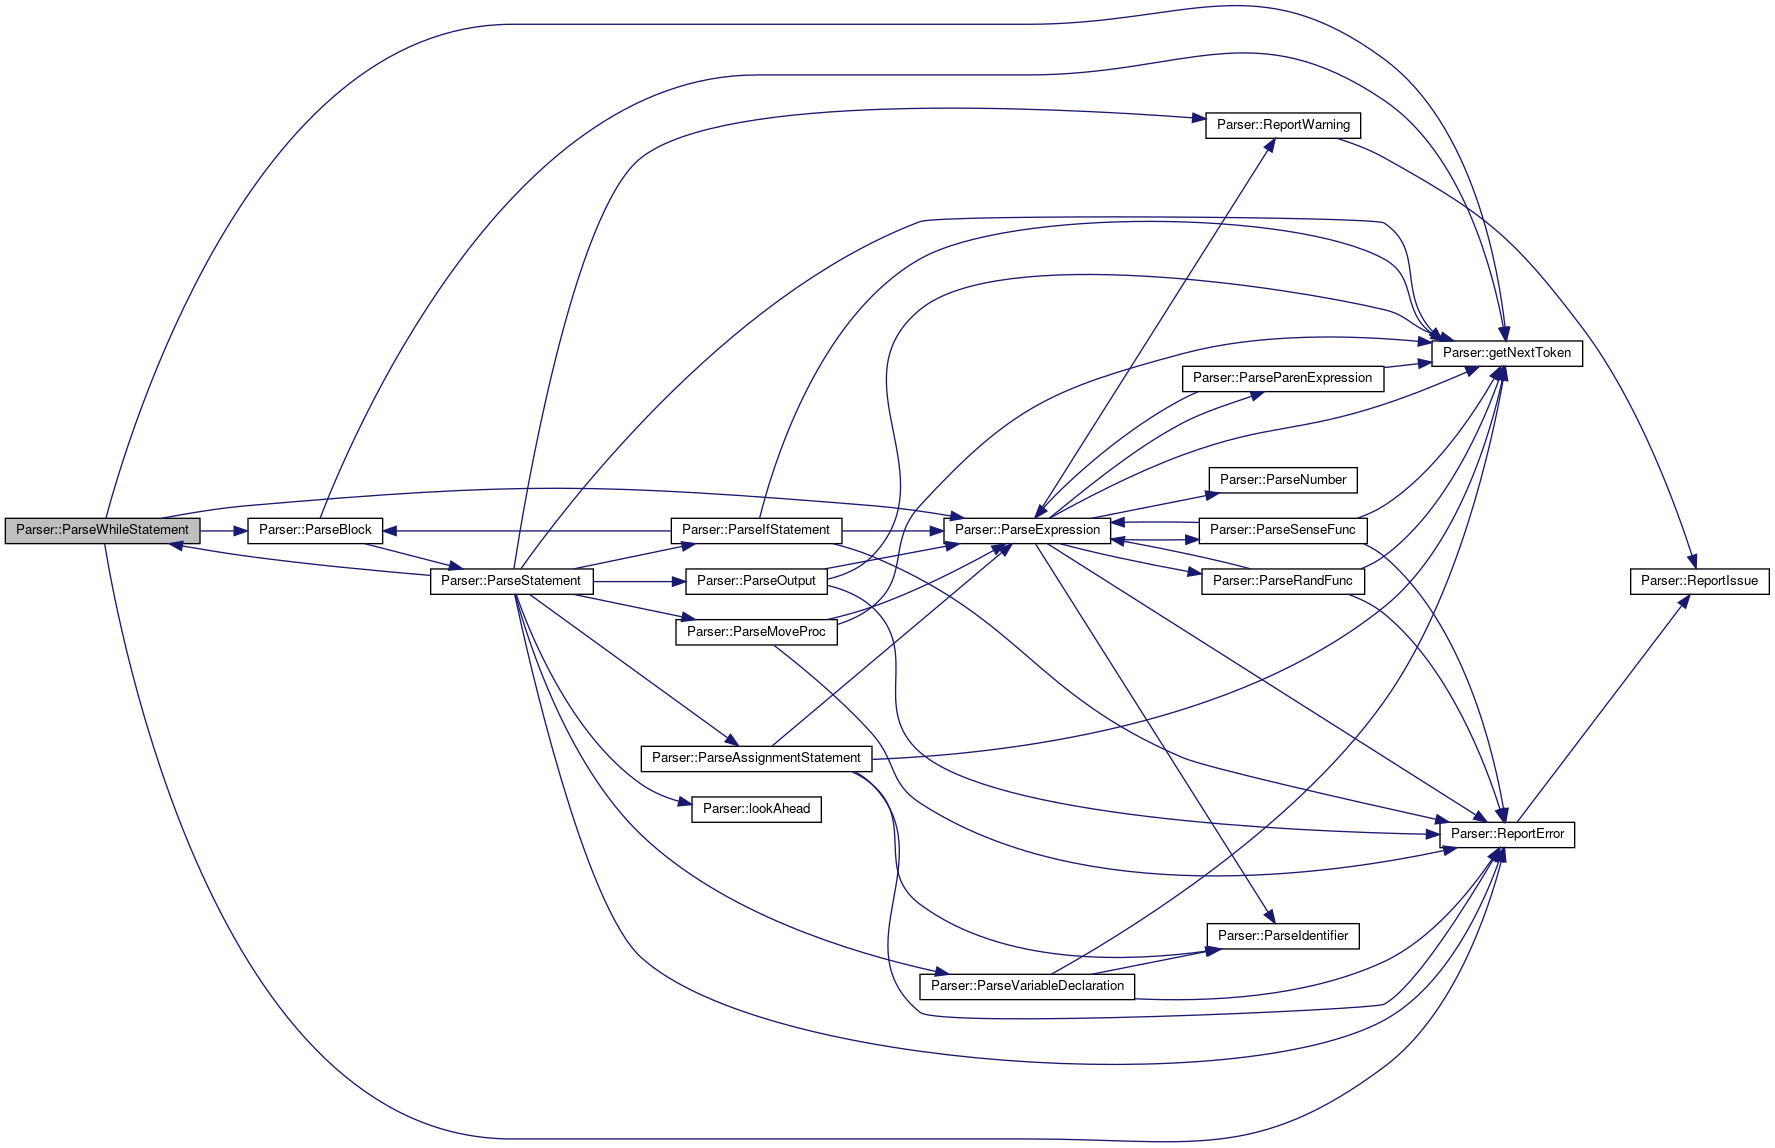 Parser::ParseWhileStatement
Parser::ParseBlock
Parser::ParseStatement
Parser::ParseIfStatement
Parser::ParseOutput
Parser::ParseMoveProc
Parser::ParseAssignmentStatement
Parser::lookAhead
Parser::ParseVariableDeclaration
Parser::ParseExpression
Parser::ReportWarning
Parser::ParseParenExpression
Parser::ParseNumber
Parser::ParseSenseFunc
Parser::ParseRandFunc
Parser::ParseIdentifier
Parser::getNextToken
Parser::ReportError
Parser::ReportIssue